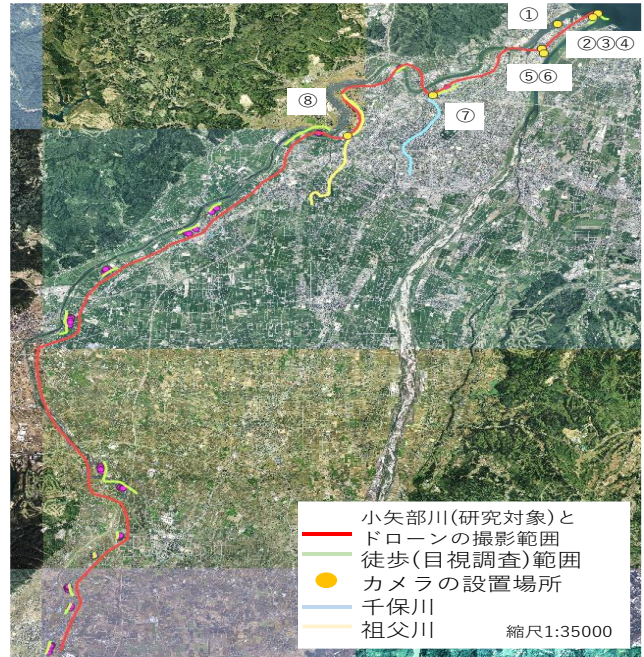 ①
②③④
⑤⑥
⑧
⑦
小矢部川(研究対象)と
ドローンの撮影範囲
徒歩(目視調査)範囲
カメラの設置場所
千保川
祖父川
縮尺1:35000